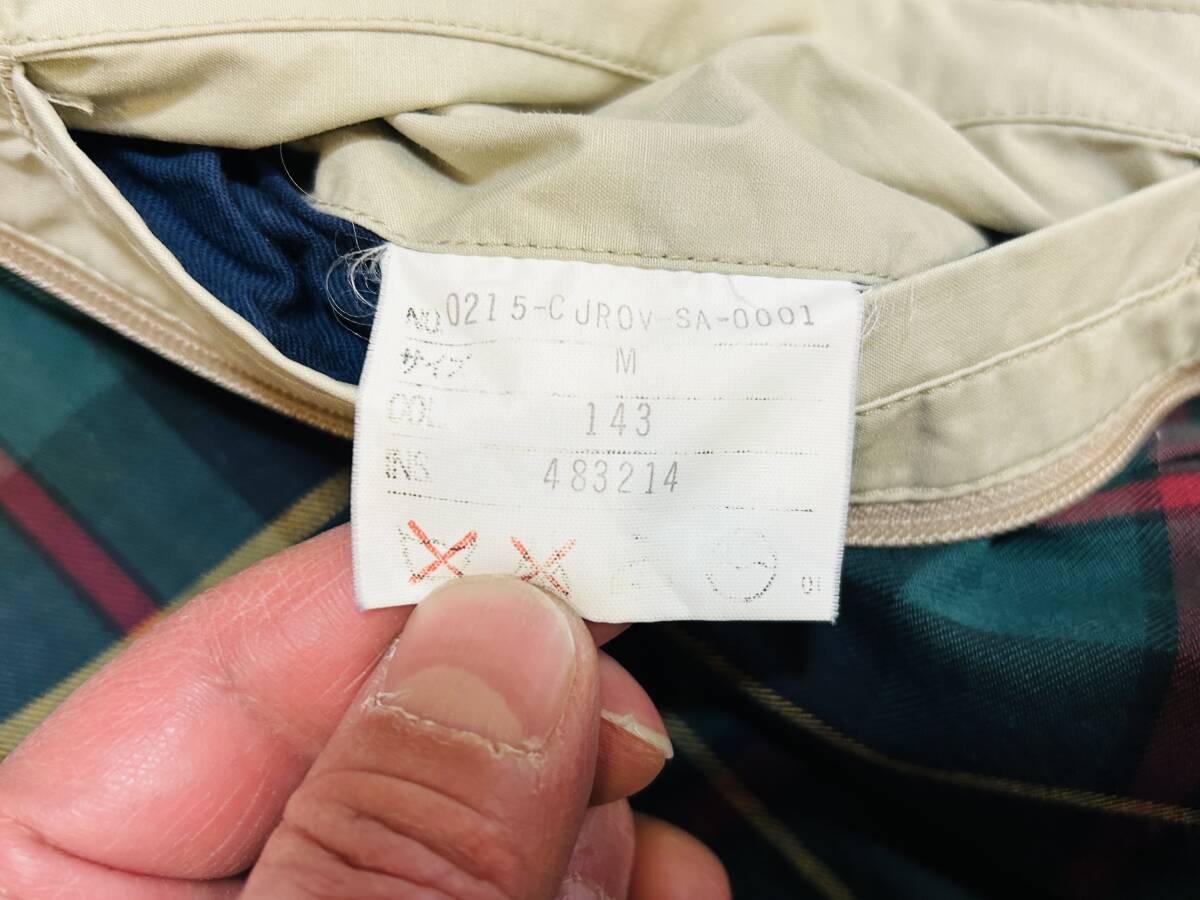 NO. 0215-CJROV-SA-0001
サイズ M
COL. 143
INS. 483214